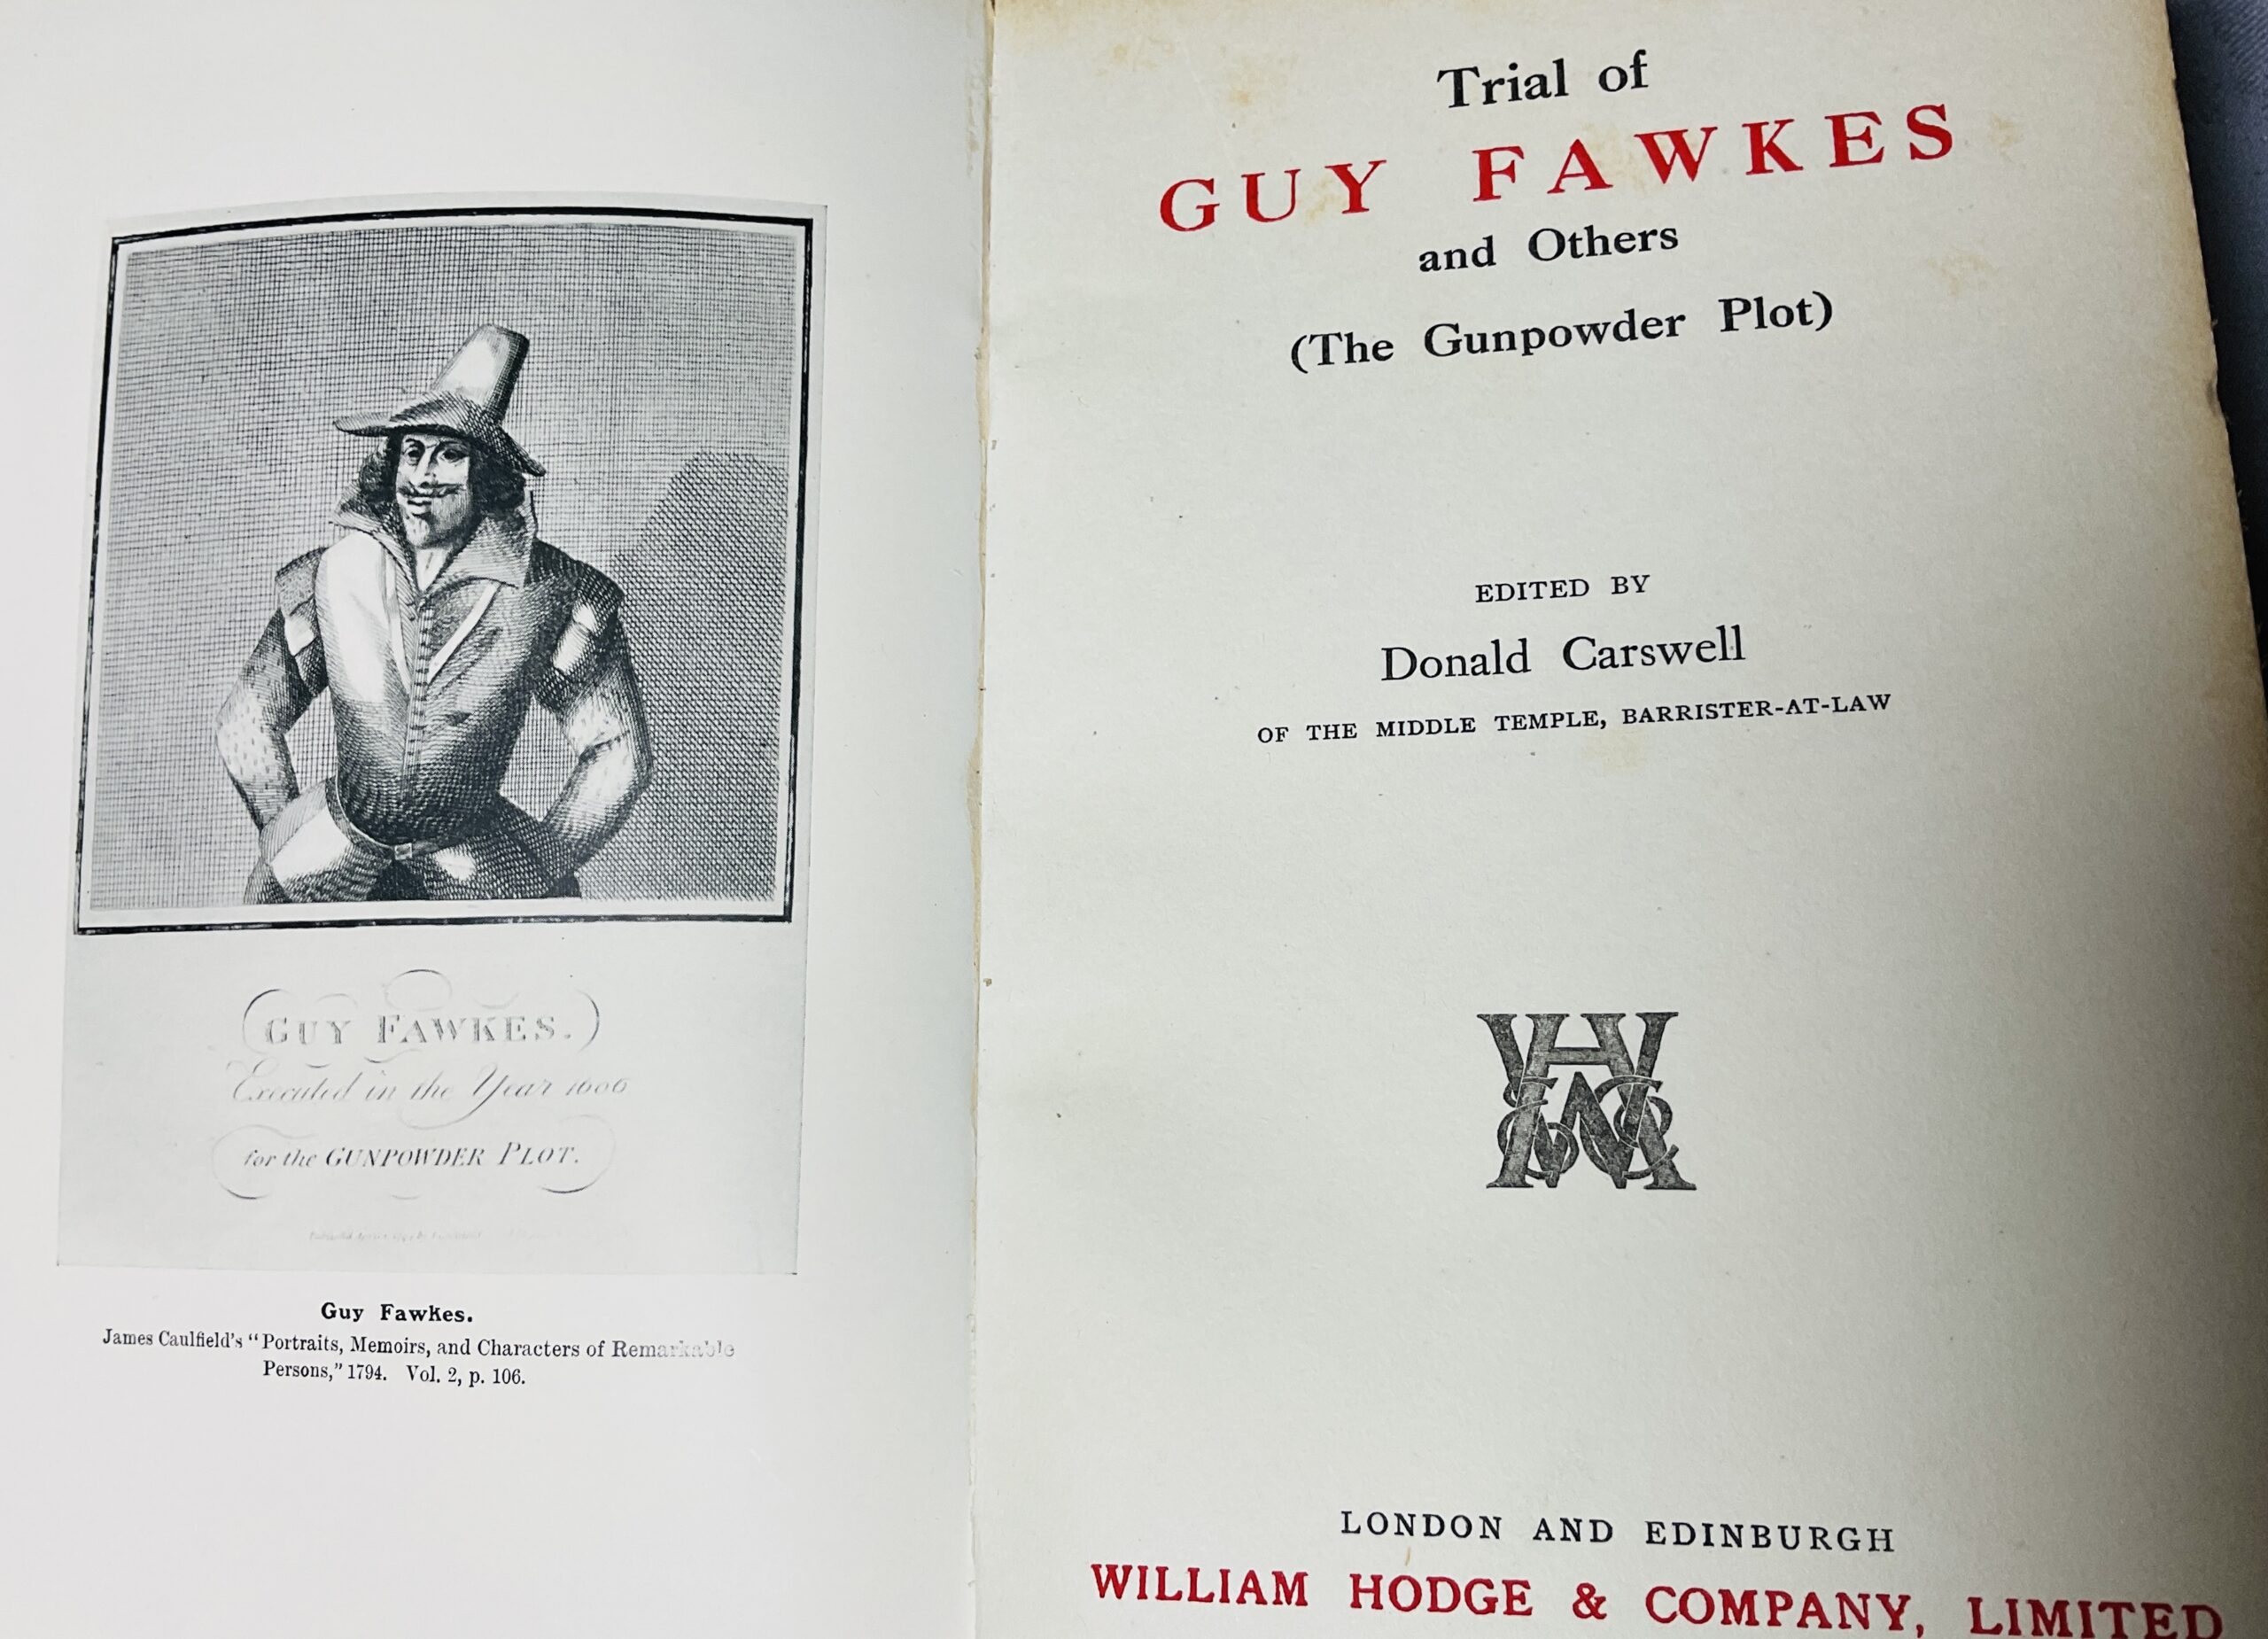 GUY FAWKES.
Executed in the Year 1606
for the GUNPOWDER PLOT.
Guy Fawkes.
James Caulfield's "Portraits, Memoirs, and Characters of Remarkable
Persons," 1794. Vol. 2, p. 106.
Trial of
GUY FAWKES
and Others
(The Gunpowder Plot)
EDITED BY
Donald Carswell
OF THE MIDDLE TEMPLE, BARRISTER-AT-LAW
LONDON AND EDINBURGH
WILLIAM HODGE & COMPANY, LIMITED